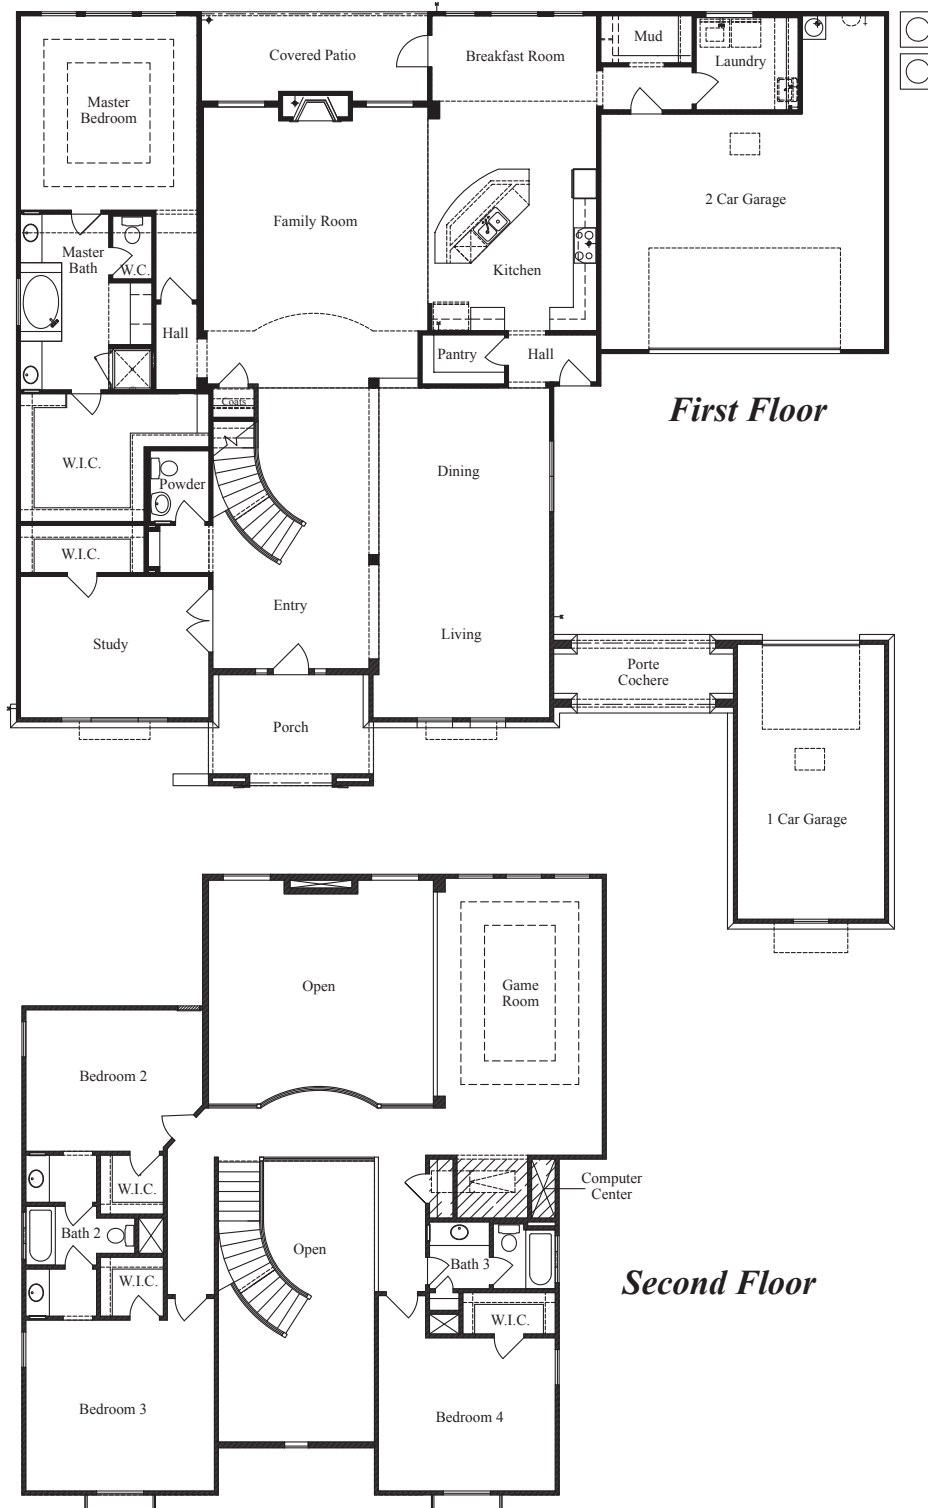 Covered Patio
Breakfast Room
Mud
Laundry
Master
Bedroom
Family Room
2 Car Garage
Master
Bath
W.C.
Kitchen
Hall
Pantry
Hall
Coats
First Floor
W.I.C.
Powder
Dining
W.I.C.
Entry
Study
Living
Porte
Cochere
Porch
1 Car Garage
Open
Game
Room
Bedroom 2
W.I.C.
Computer
Center
Bath 2
Open
Bath 3
W.I.C.
Second Floor
W.I.C.
Bedroom 3
Bedroom 4